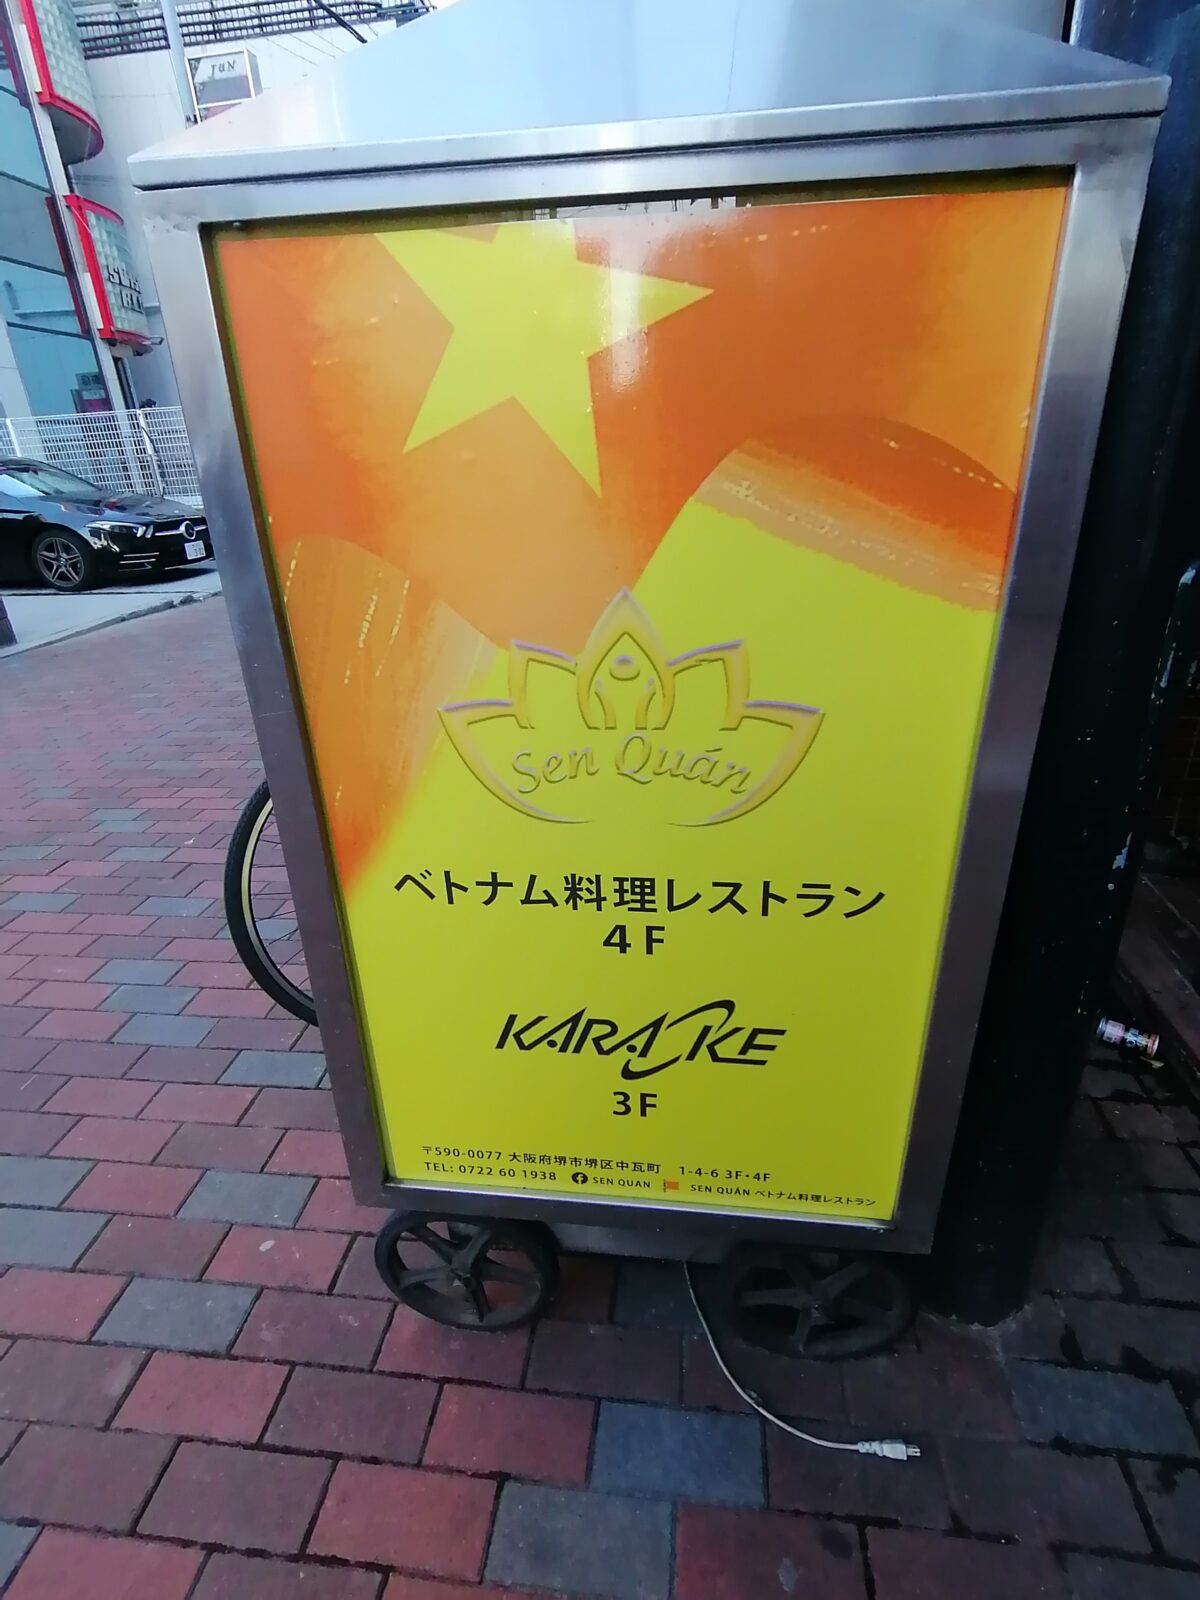 JUN
Sen Quán
ベトナム料理レストラン
4F
KARAOKE
3F
〒590-0077 大阪府堺市堺区中瓦町 1-4-6 3F・4F
TEL: 0722 60 1938 SEN QUAN SEN QUÁN ベトナム料理レストラン